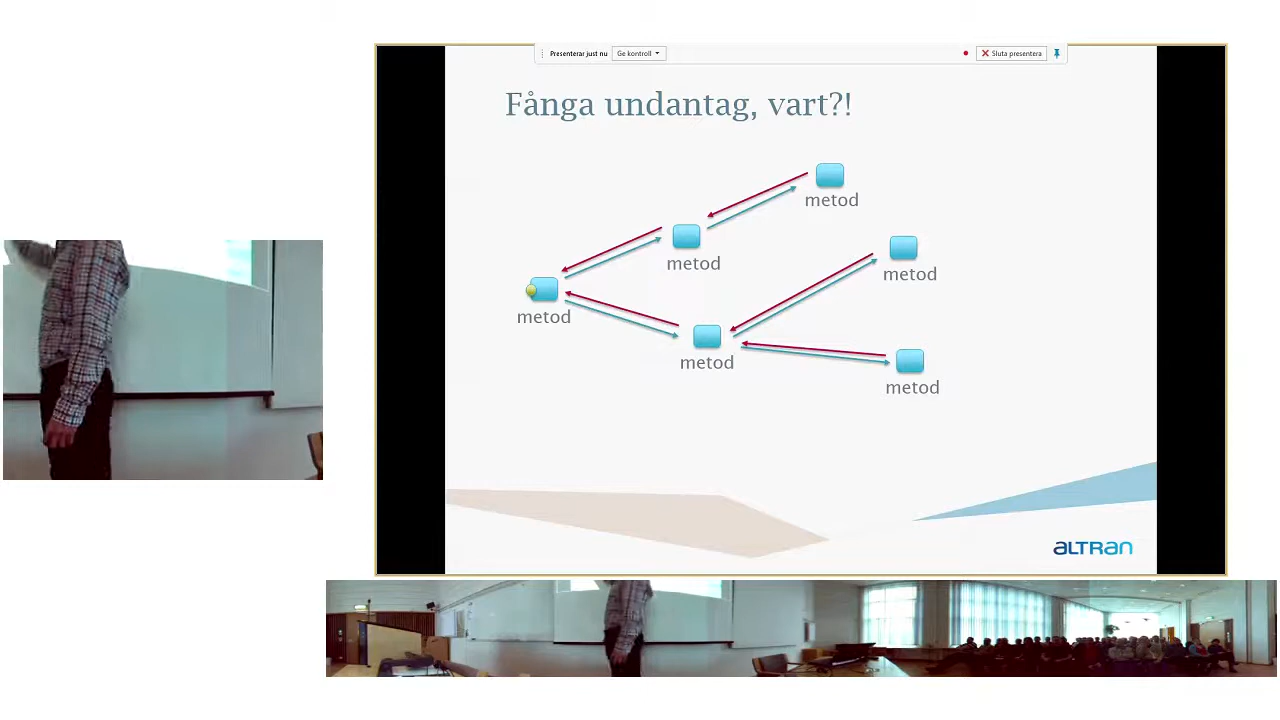 Presenterar just nu Ge kontroll Sluta presentera
Fånga undantag, vart?!
metod
metod
metod
metod
metod
metod
ALTRAN